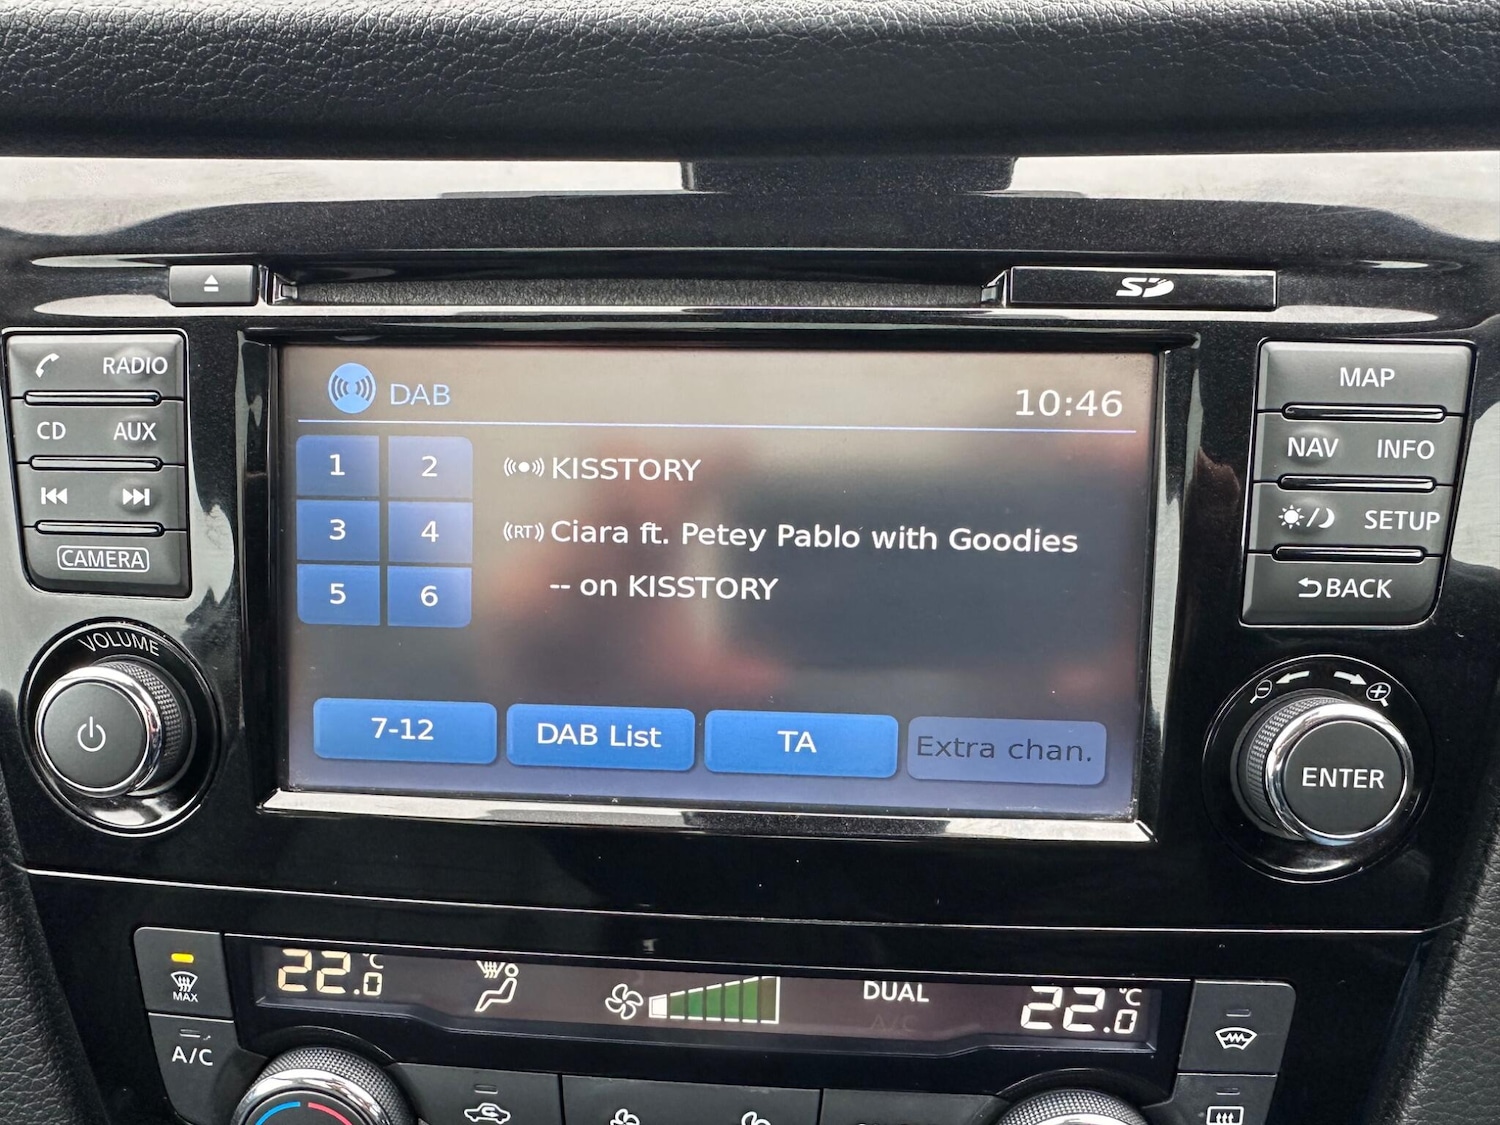 SD
RADIO
CD AUX
CAMERA
VOLUME
DAB
10:46
1 2
3 4
5 6
KISSTORY
RT
Ciara ft. Petey Pablo with Goodies
-- on KISSTORY
7-12
DAB List
TA
Extra chan.
MAP
NAV INFO
SETUP
BACK
ENTER
MAX
A/C
22.0 °C
DUAL
A/C
22.0 °C